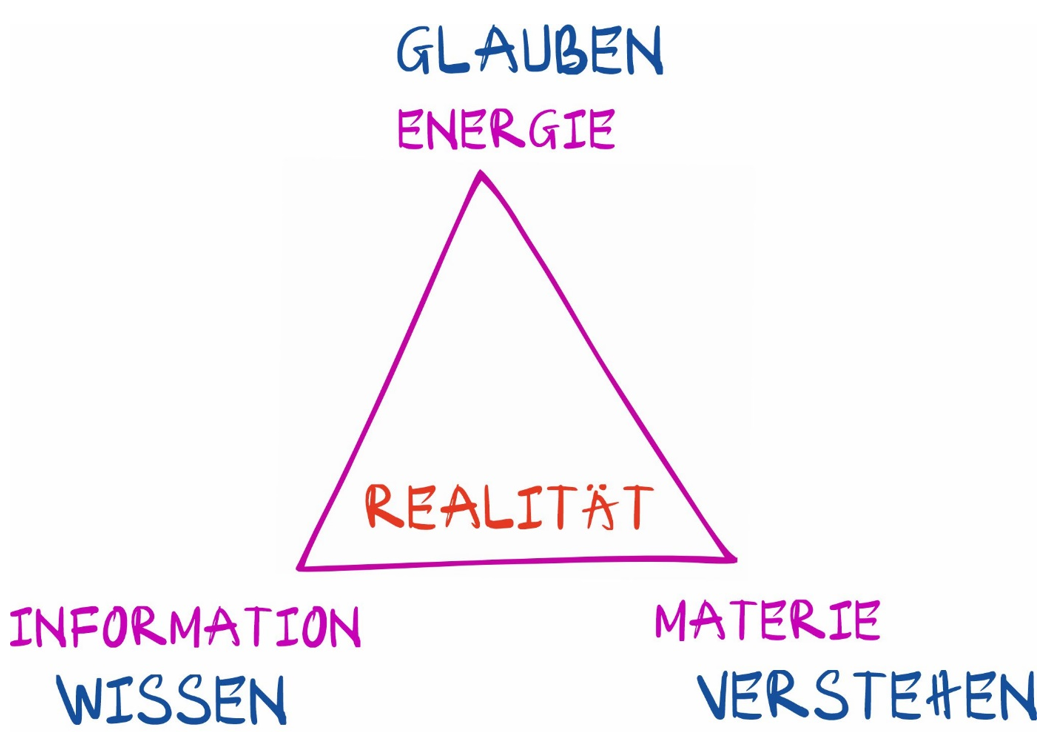 GLAUBEN
ENERGIE
REALITÄT
INFORMATION
WISSEN
MATERIE
VERSTEHEN